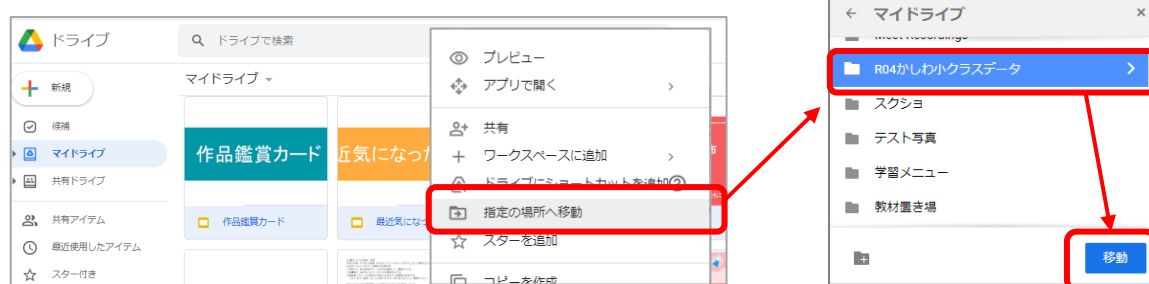 ドライブ
ドライブで検索
新規
マイドライブ
候補
マイドライブ
共有ドライブ
共有アイテム
最近使用したアイテム
スター付き
作品鑑賞カード
近気になった
作品鑑賞カード
最近気になっ
プレビュー
アプリで開く
共有
ワークスペースに追加
ドライブにショートカットを追加
指定の場所へ移動
スターを追加
コピーを作成
マイドライブ
Meet Recordings
R04かしわ小クラスデータ
スクショ
テスト写真
学習メニュー
教材置き場
移動